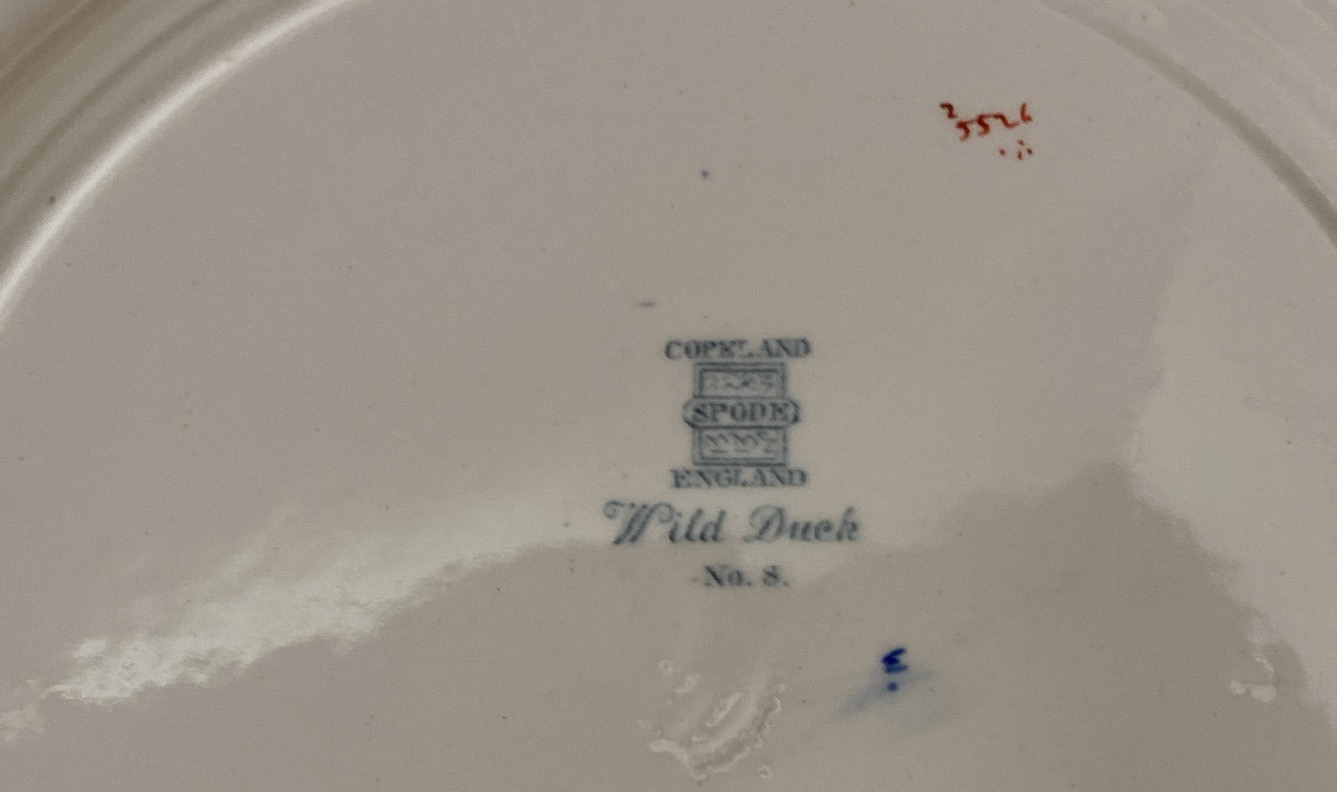 2/5526
COPELAND
SPODE
ENGLAND
Wild Duck
No. 8.